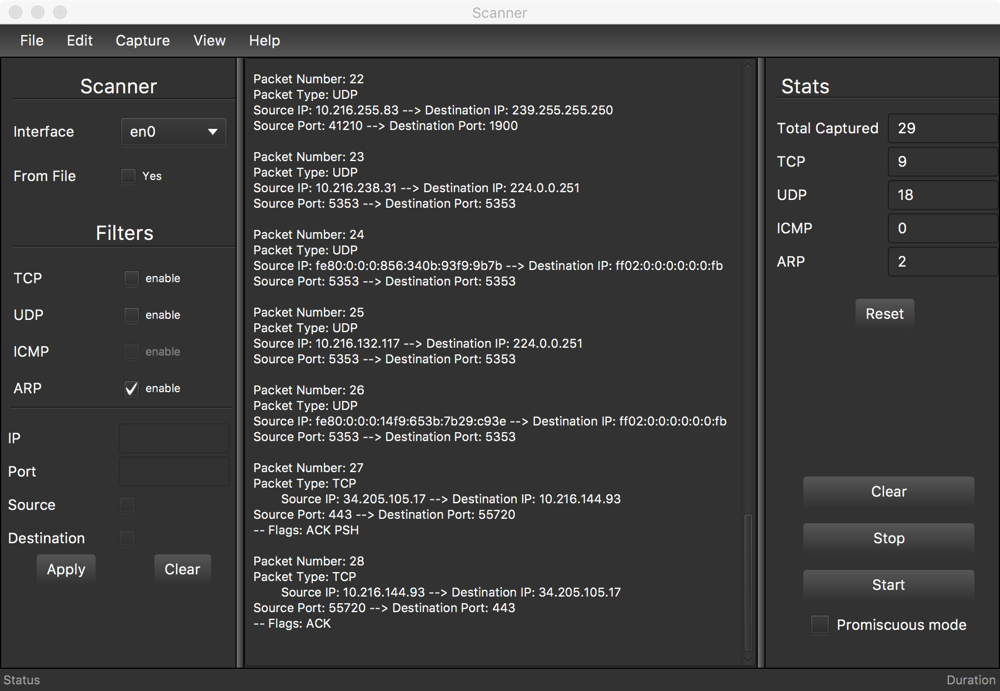 Scanner
File Edit Capture View Help
Scanner
Interface en0
From File Yes
Filters
TCP enable
UDP enable
ICMP enable
ARP enable
IP
Port
Source
Destination
Apply Clear
Packet Number: 22
Packet Type: UDP
Source IP: 10.216.255.83 --> Destination IP: 239.255.255.250
Source Port: 41210 --> Destination Port: 1900
Packet Number: 23
Packet Type: UDP
Source IP: 10.216.238.31 --> Destination IP: 224.0.0.251
Source Port: 5353 --> Destination Port: 5353
Packet Number: 24
Packet Type: UDP
Source IP: fe80:0:0:0:856:340b:93f9:9b7b --> Destination IP: ff02:0:0:0:0:0:0:fb
Source Port: 5353 --> Destination Port: 5353
Packet Number: 25
Packet Type: UDP
Source IP: 10.216.132.117 --> Destination IP: 224.0.0.251
Source Port: 5353 --> Destination Port: 5353
Packet Number: 26
Packet Type: UDP
Source IP: fe80:0:0:0:14f9:653b:7b29:c93e --> Destination IP: ff02:0:0:0:0:0:0:fb
Source Port: 5353 --> Destination Port: 5353
Packet Number: 27
Packet Type: TCP
Source IP: 34.205.105.17 --> Destination IP: 10.216.144.93
Source Port: 443 --> Destination Port: 55720
-- Flags: ACK PSH
Packet Number: 28
Packet Type: TCP
Source IP: 10.216.144.93 --> Destination IP: 34.205.105.17
Source Port: 55720 --> Destination Port: 443
-- Flags: ACK
Stats
Total Captured 29
TCP 9
UDP 18
ICMP 0
ARP 2
Reset
Clear
Stop
Start
Promiscuous mode
Status Duration